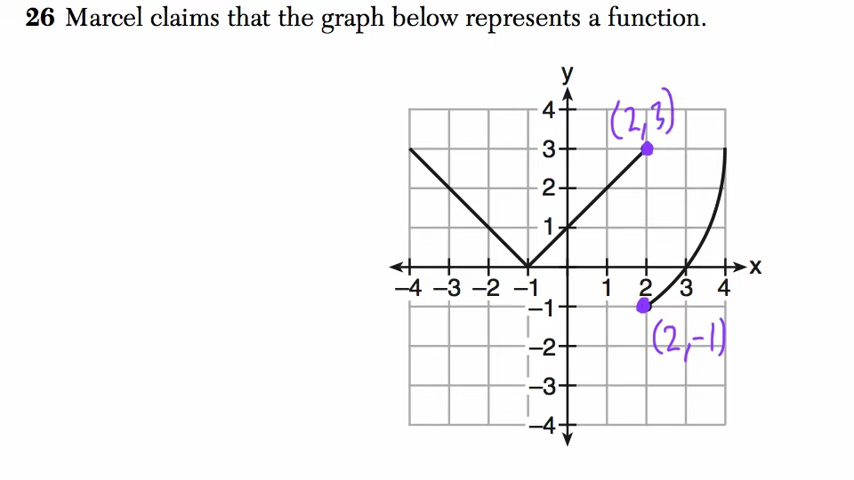 26 Marcel claims that the graph below represents a function.
y
4
(2,3)
3
2
1
x
−4 −3 −2 −1 1 2 3 4
−1
(2,-1)
−2
−3
−4